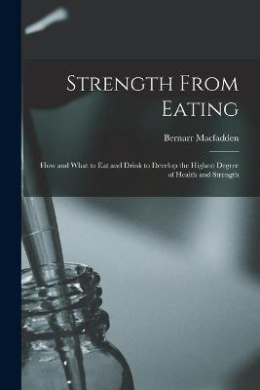 Strength From
Eating
Bernarr Macfadden
How and What to Eat and Drink to Develop the Highest Degree
of Health and Strength